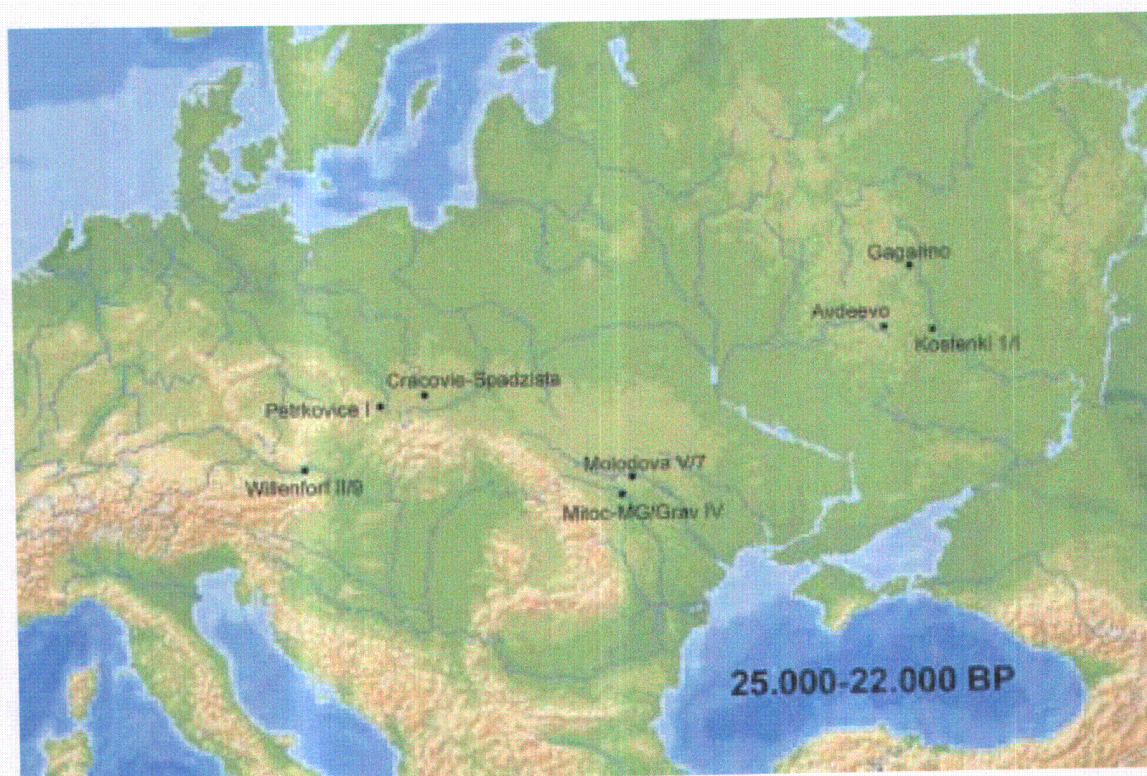 Gagarino
Avdeevo
Kostenki 1/I
Cracovie-Spadzista
Petrkovice I
Molodova V/7
Willenforf II/9
Mitoc-MG/Grav IV
25.000-22.000 BP